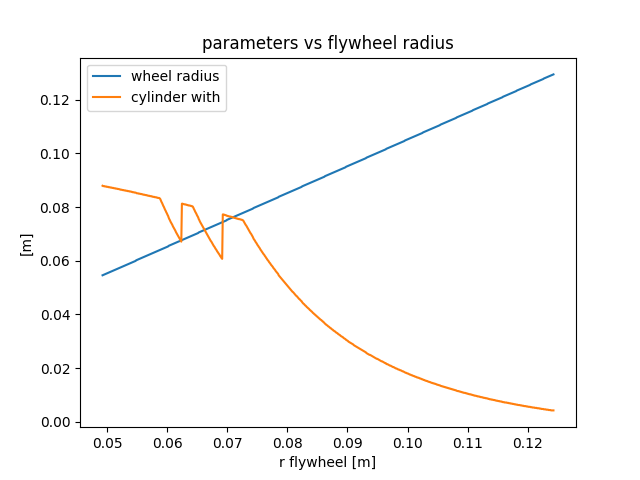 parameters vs flywheel radius
wheel radius
cylinder with
0.12
0.10
0.08
0.06
0.04
0.02
0.00
[m]
0.05 0.06 0.07 0.08 0.09 0.10 0.11 0.12
r flywheel [m]